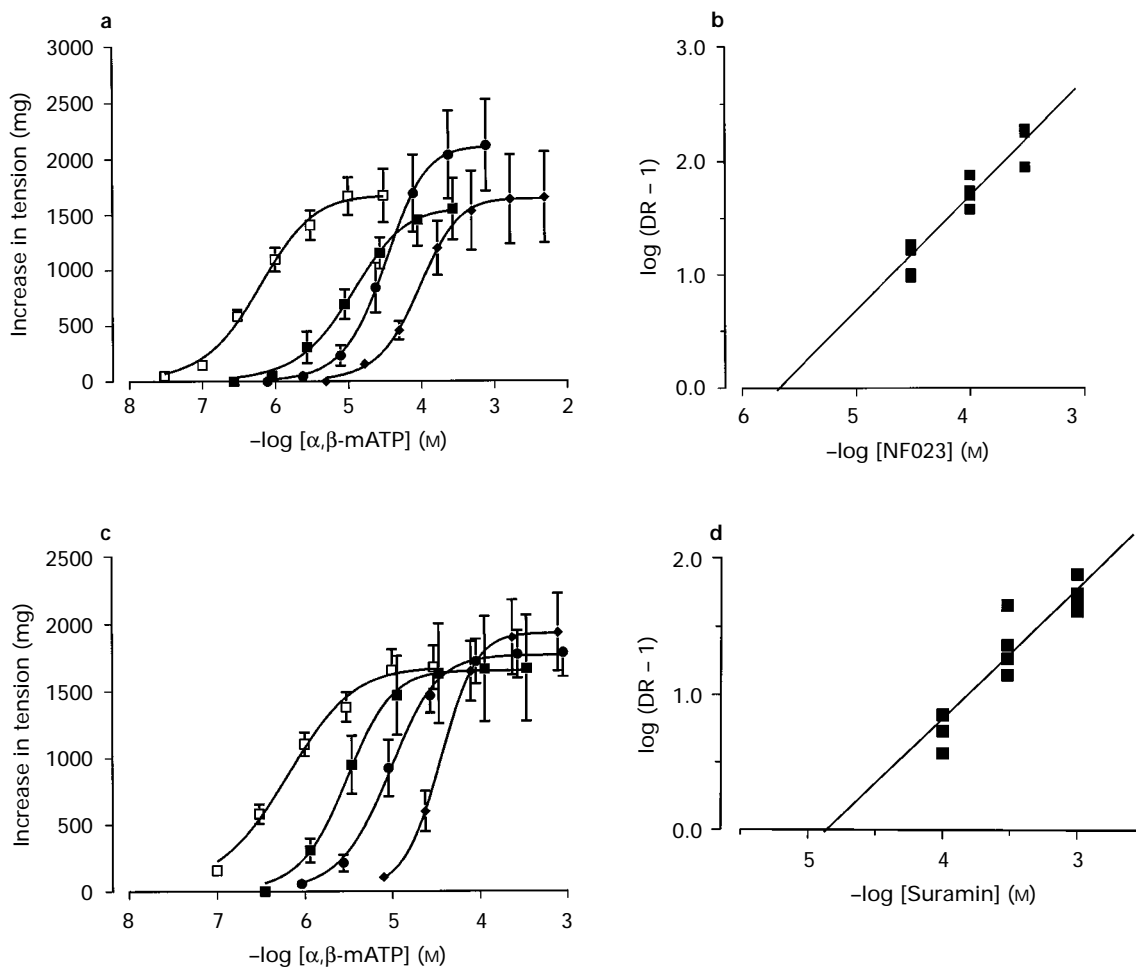 a
3000
2500
2000
1500
1000
500
0
Increase in tension (mg)
8 7 6 5 4 3 2
–log [α,β-mATP] (M)
b
3.0
2.0
1.0
0.0
log (DR – 1)
6 5 4 3
–log [NF023] (M)
c
2500
2000
1500
1000
500
0
Increase in tension (mg)
8 7 6 5 4 3
–log [α,β-mATP] (M)
d
2.0
1.0
0.0
log (DR – 1)
5 4 3
–log [Suramin] (M)